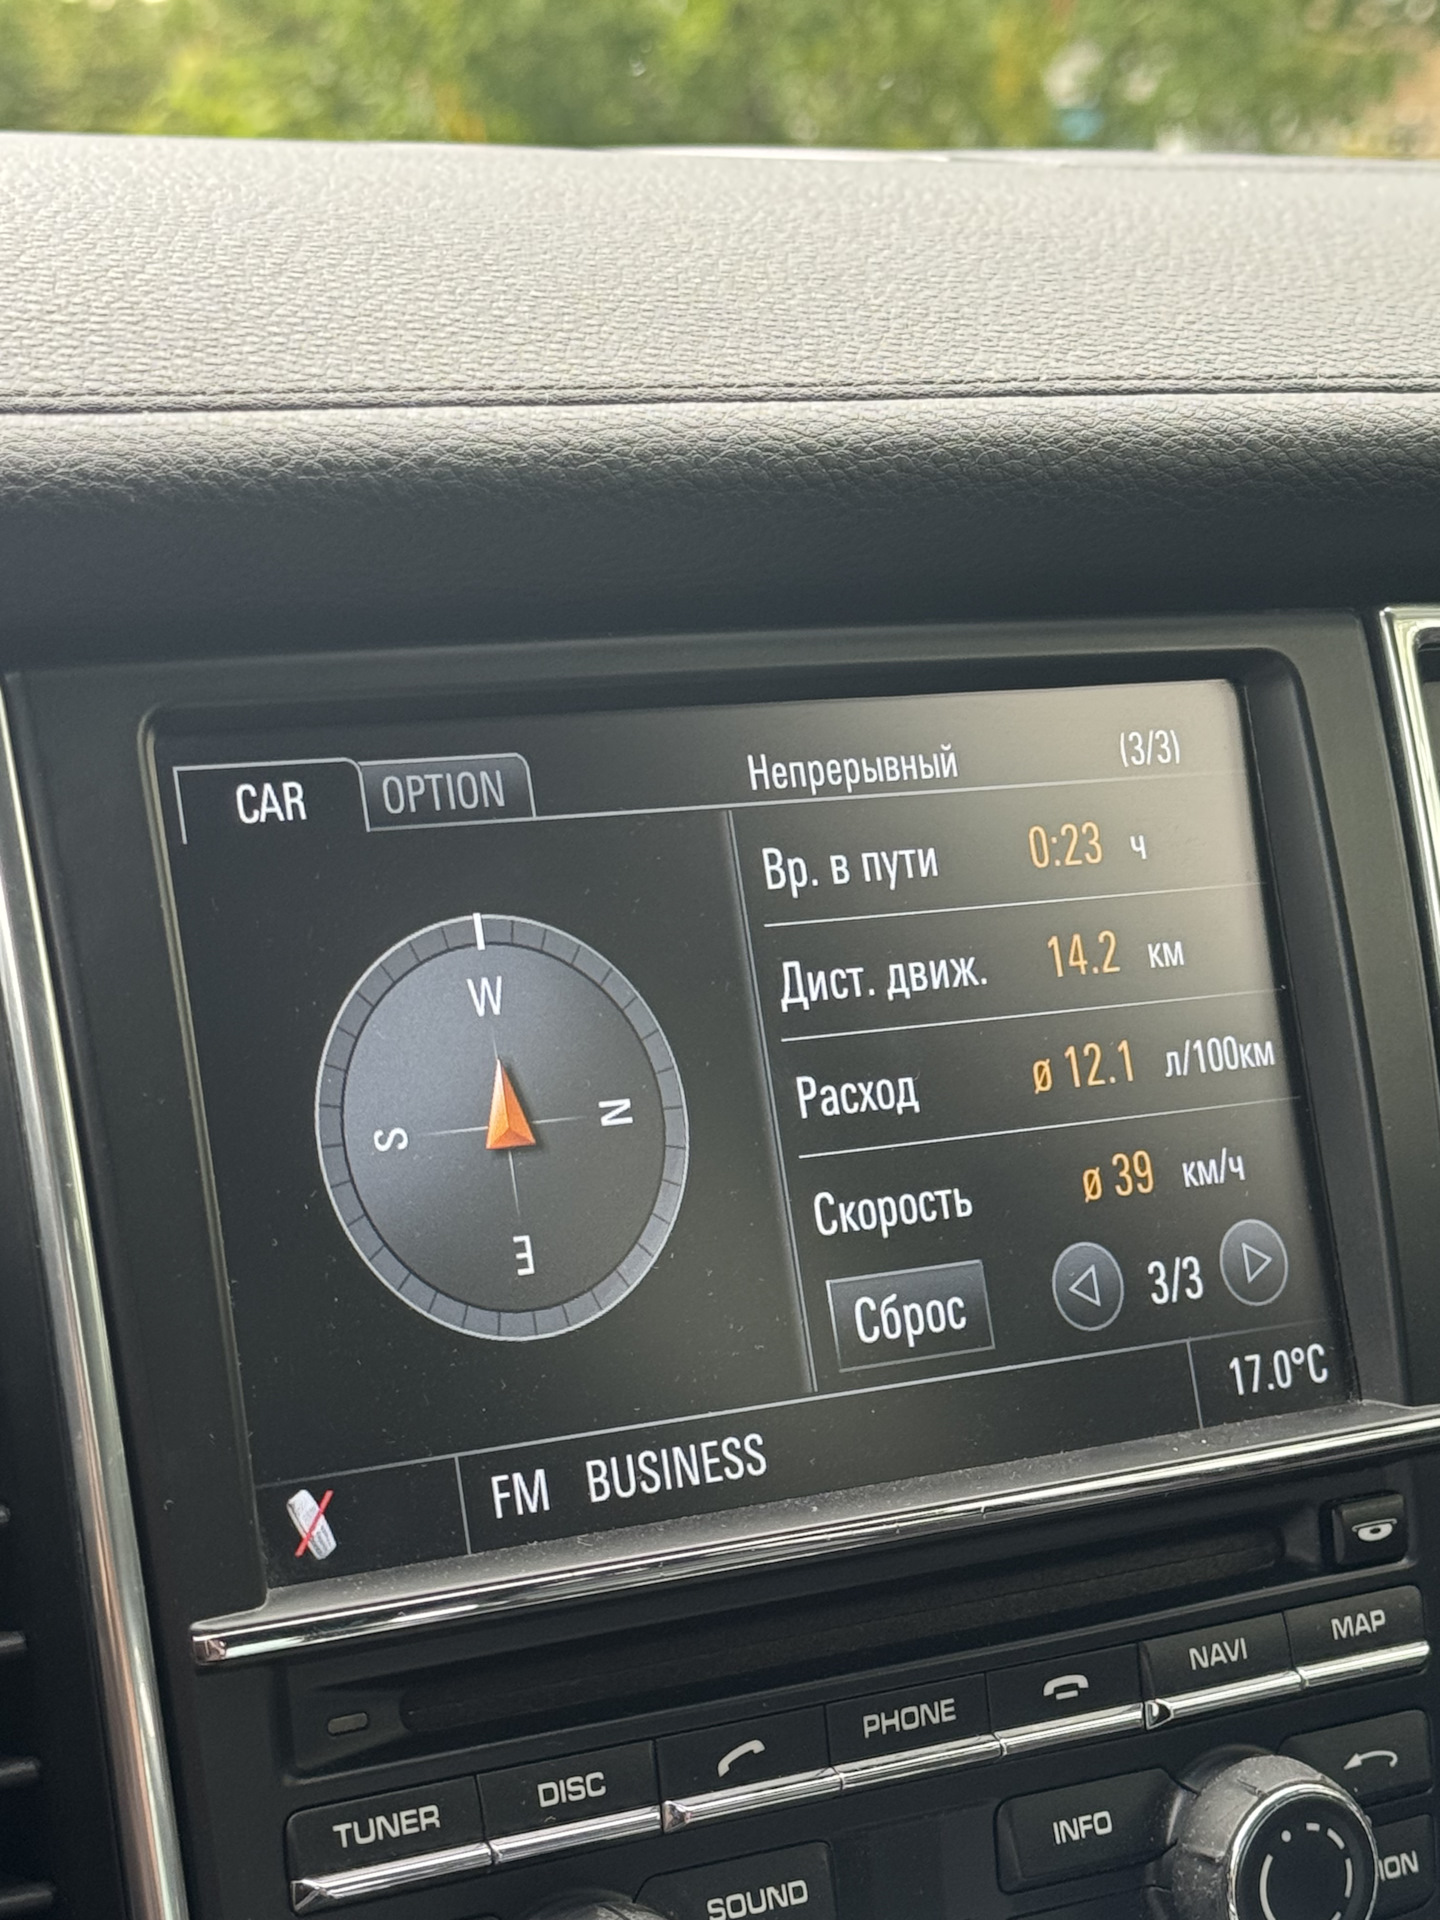 CAR OPTION Непрерывный (3/3)
Вр. в пути 0:23 ч
Дист. движ. 14.2 км
Расход ø 12.1 л/100км
Скорость ø 39 км/ч
Сброс 3/3
W
N
S
E
17.0°C
FM BUSINESS
MAP
NAVI
PHONE
DISC
TUNER
INFO
SOUND